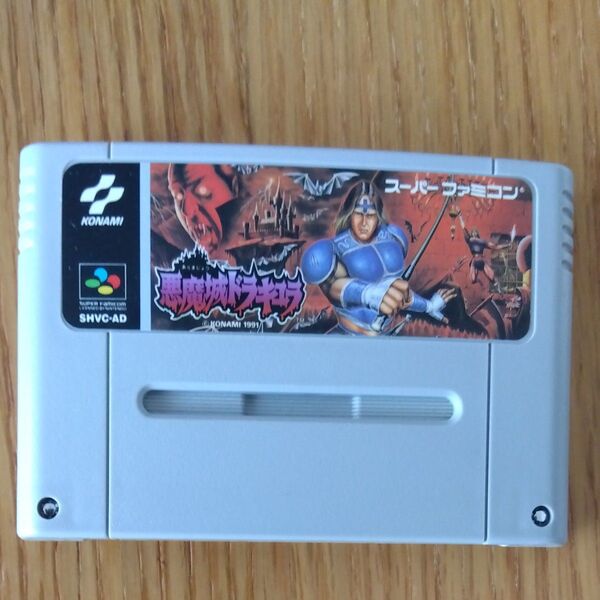 KONAMI
SUPER FAMICOM
SHVC-AD
スーパーファミコン
悪魔城ドラキュラ
© KONAMI 1991